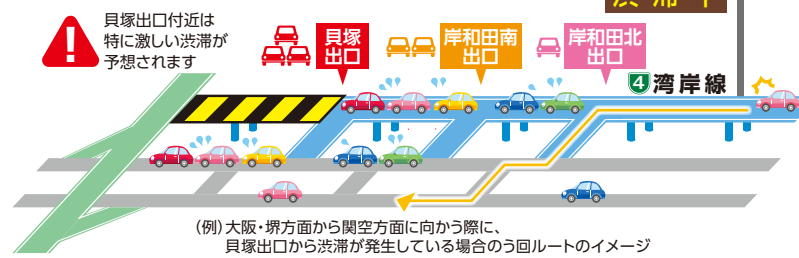 渋滞中
貝塚出口付近は
特に激しい渋滞が
予想されます
貝塚
出口
岸和田南
出口
岸和田北
出口
4 湾岸線
(例)大阪・堺方面から関空方面に向かう際に、
貝塚出口から渋滞が発生している場合のう回ルートのイメージ